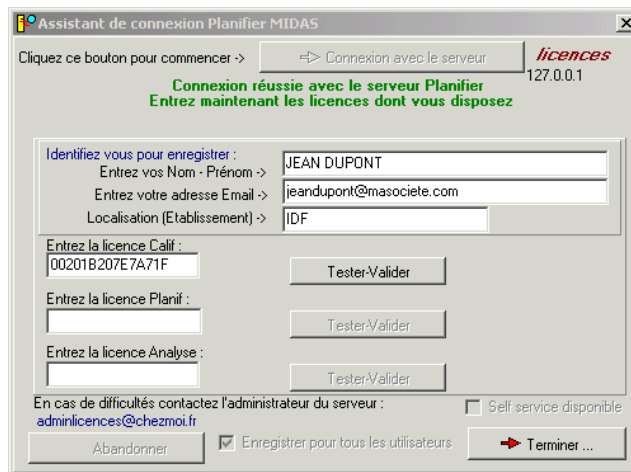 Assistant de connexion Planifier MIDAS
Cliquez ce bouton pour commencer -> Connexion avec le serveur licences
127.0.0.1
Connexion réussie avec le serveur Planifier
Entrez maintenant les licences dont vous disposez
Identifiez vous pour enregistrer :
Entrez vos Nom - Prénom -> JEAN DUPONT
Entrez votre adresse Email -> jeandupont@masociete.com
Localisation (Etablissement) -> IDF
Entrez la licence Calif :
00201B207E7A71F Tester-Valider
Entrez la licence Planif :
Tester-Valider
Entrez la licence Analyse :
Tester-Valider
En cas de difficultés contactez l'administrateur du serveur : Self service disponible
adminlicences@chezmoi.fr
Abandonner Enregistrer pour tous les utilisateurs Terminer ...